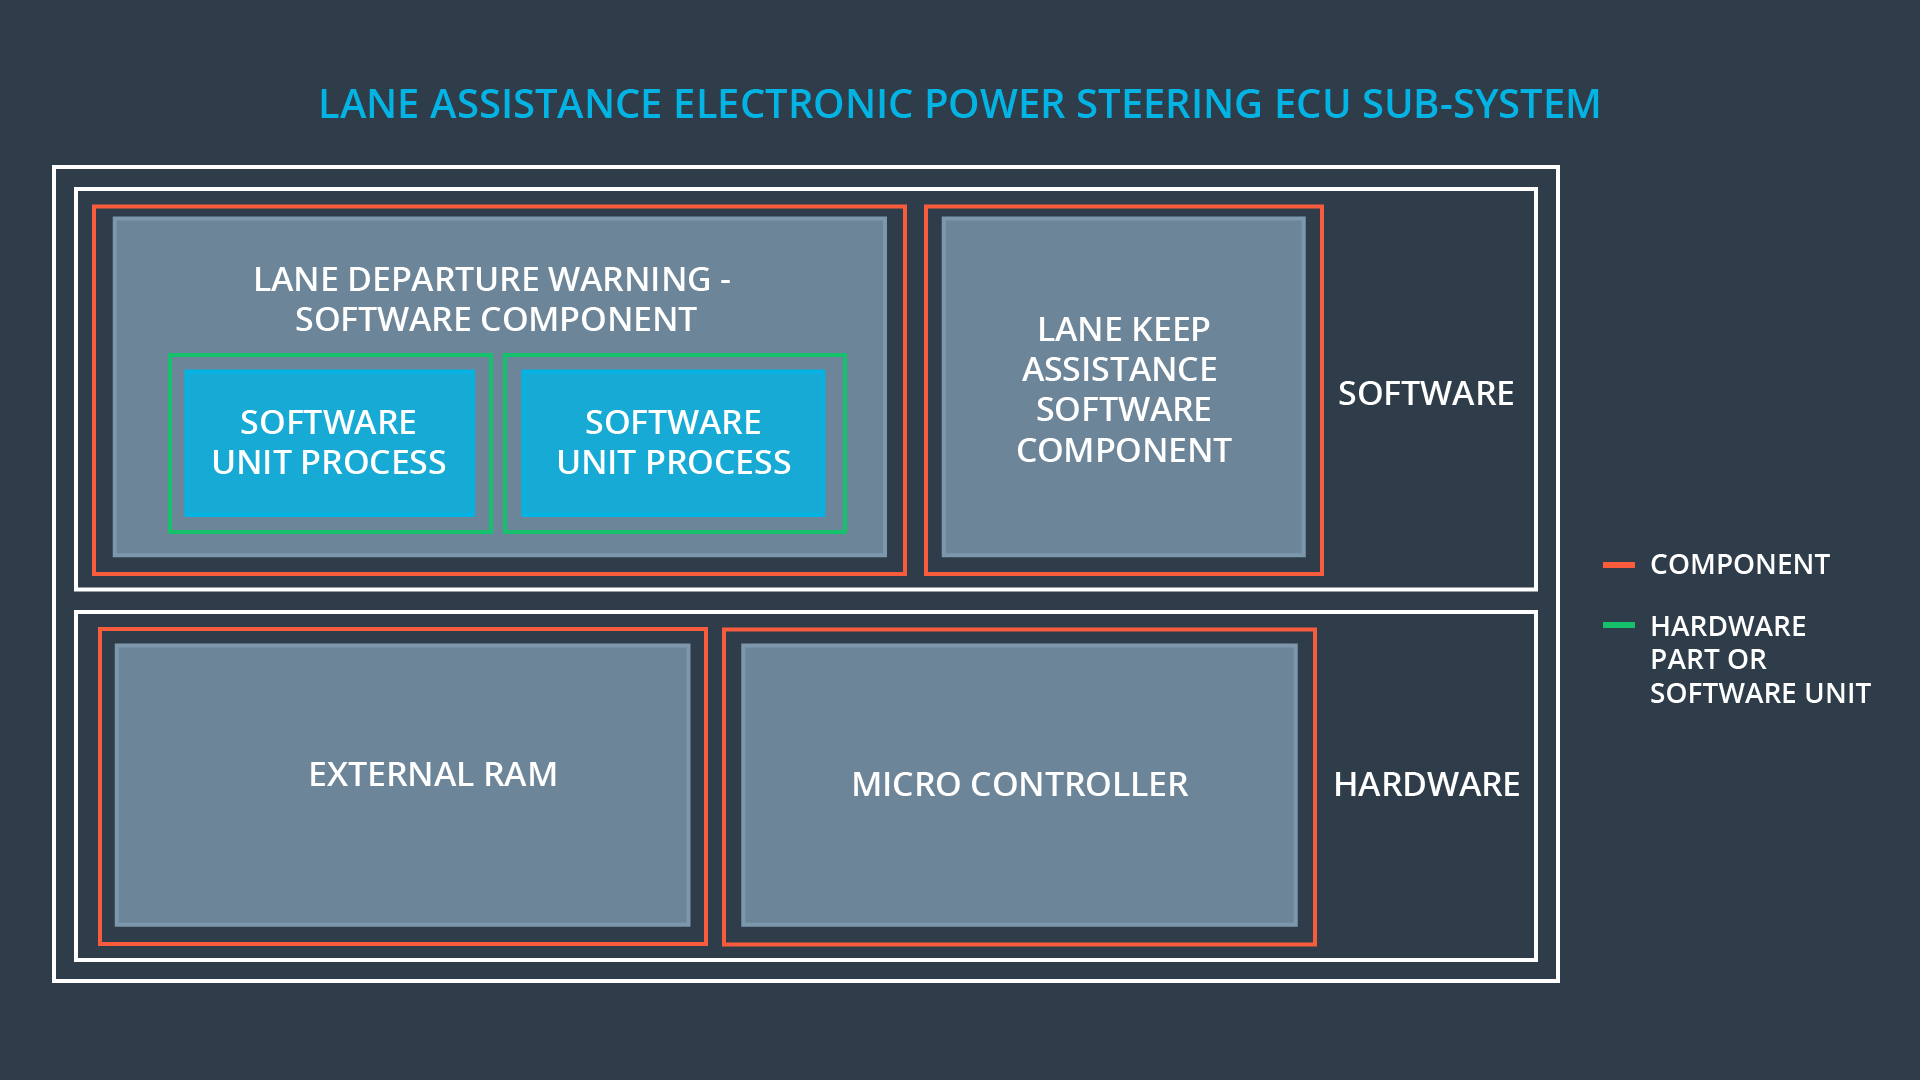 LANE ASSISTANCE ELECTRONIC POWER STEERING ECU SUB-SYSTEM
LANE DEPARTURE WARNING -
SOFTWARE COMPONENT
SOFTWARE
UNIT PROCESS
SOFTWARE
UNIT PROCESS
LANE KEEP
ASSISTANCE
SOFTWARE
COMPONENT
SOFTWARE
EXTERNAL RAM
MICRO CONTROLLER
HARDWARE
COMPONENT
HARDWARE
PART OR
SOFTWARE UNIT